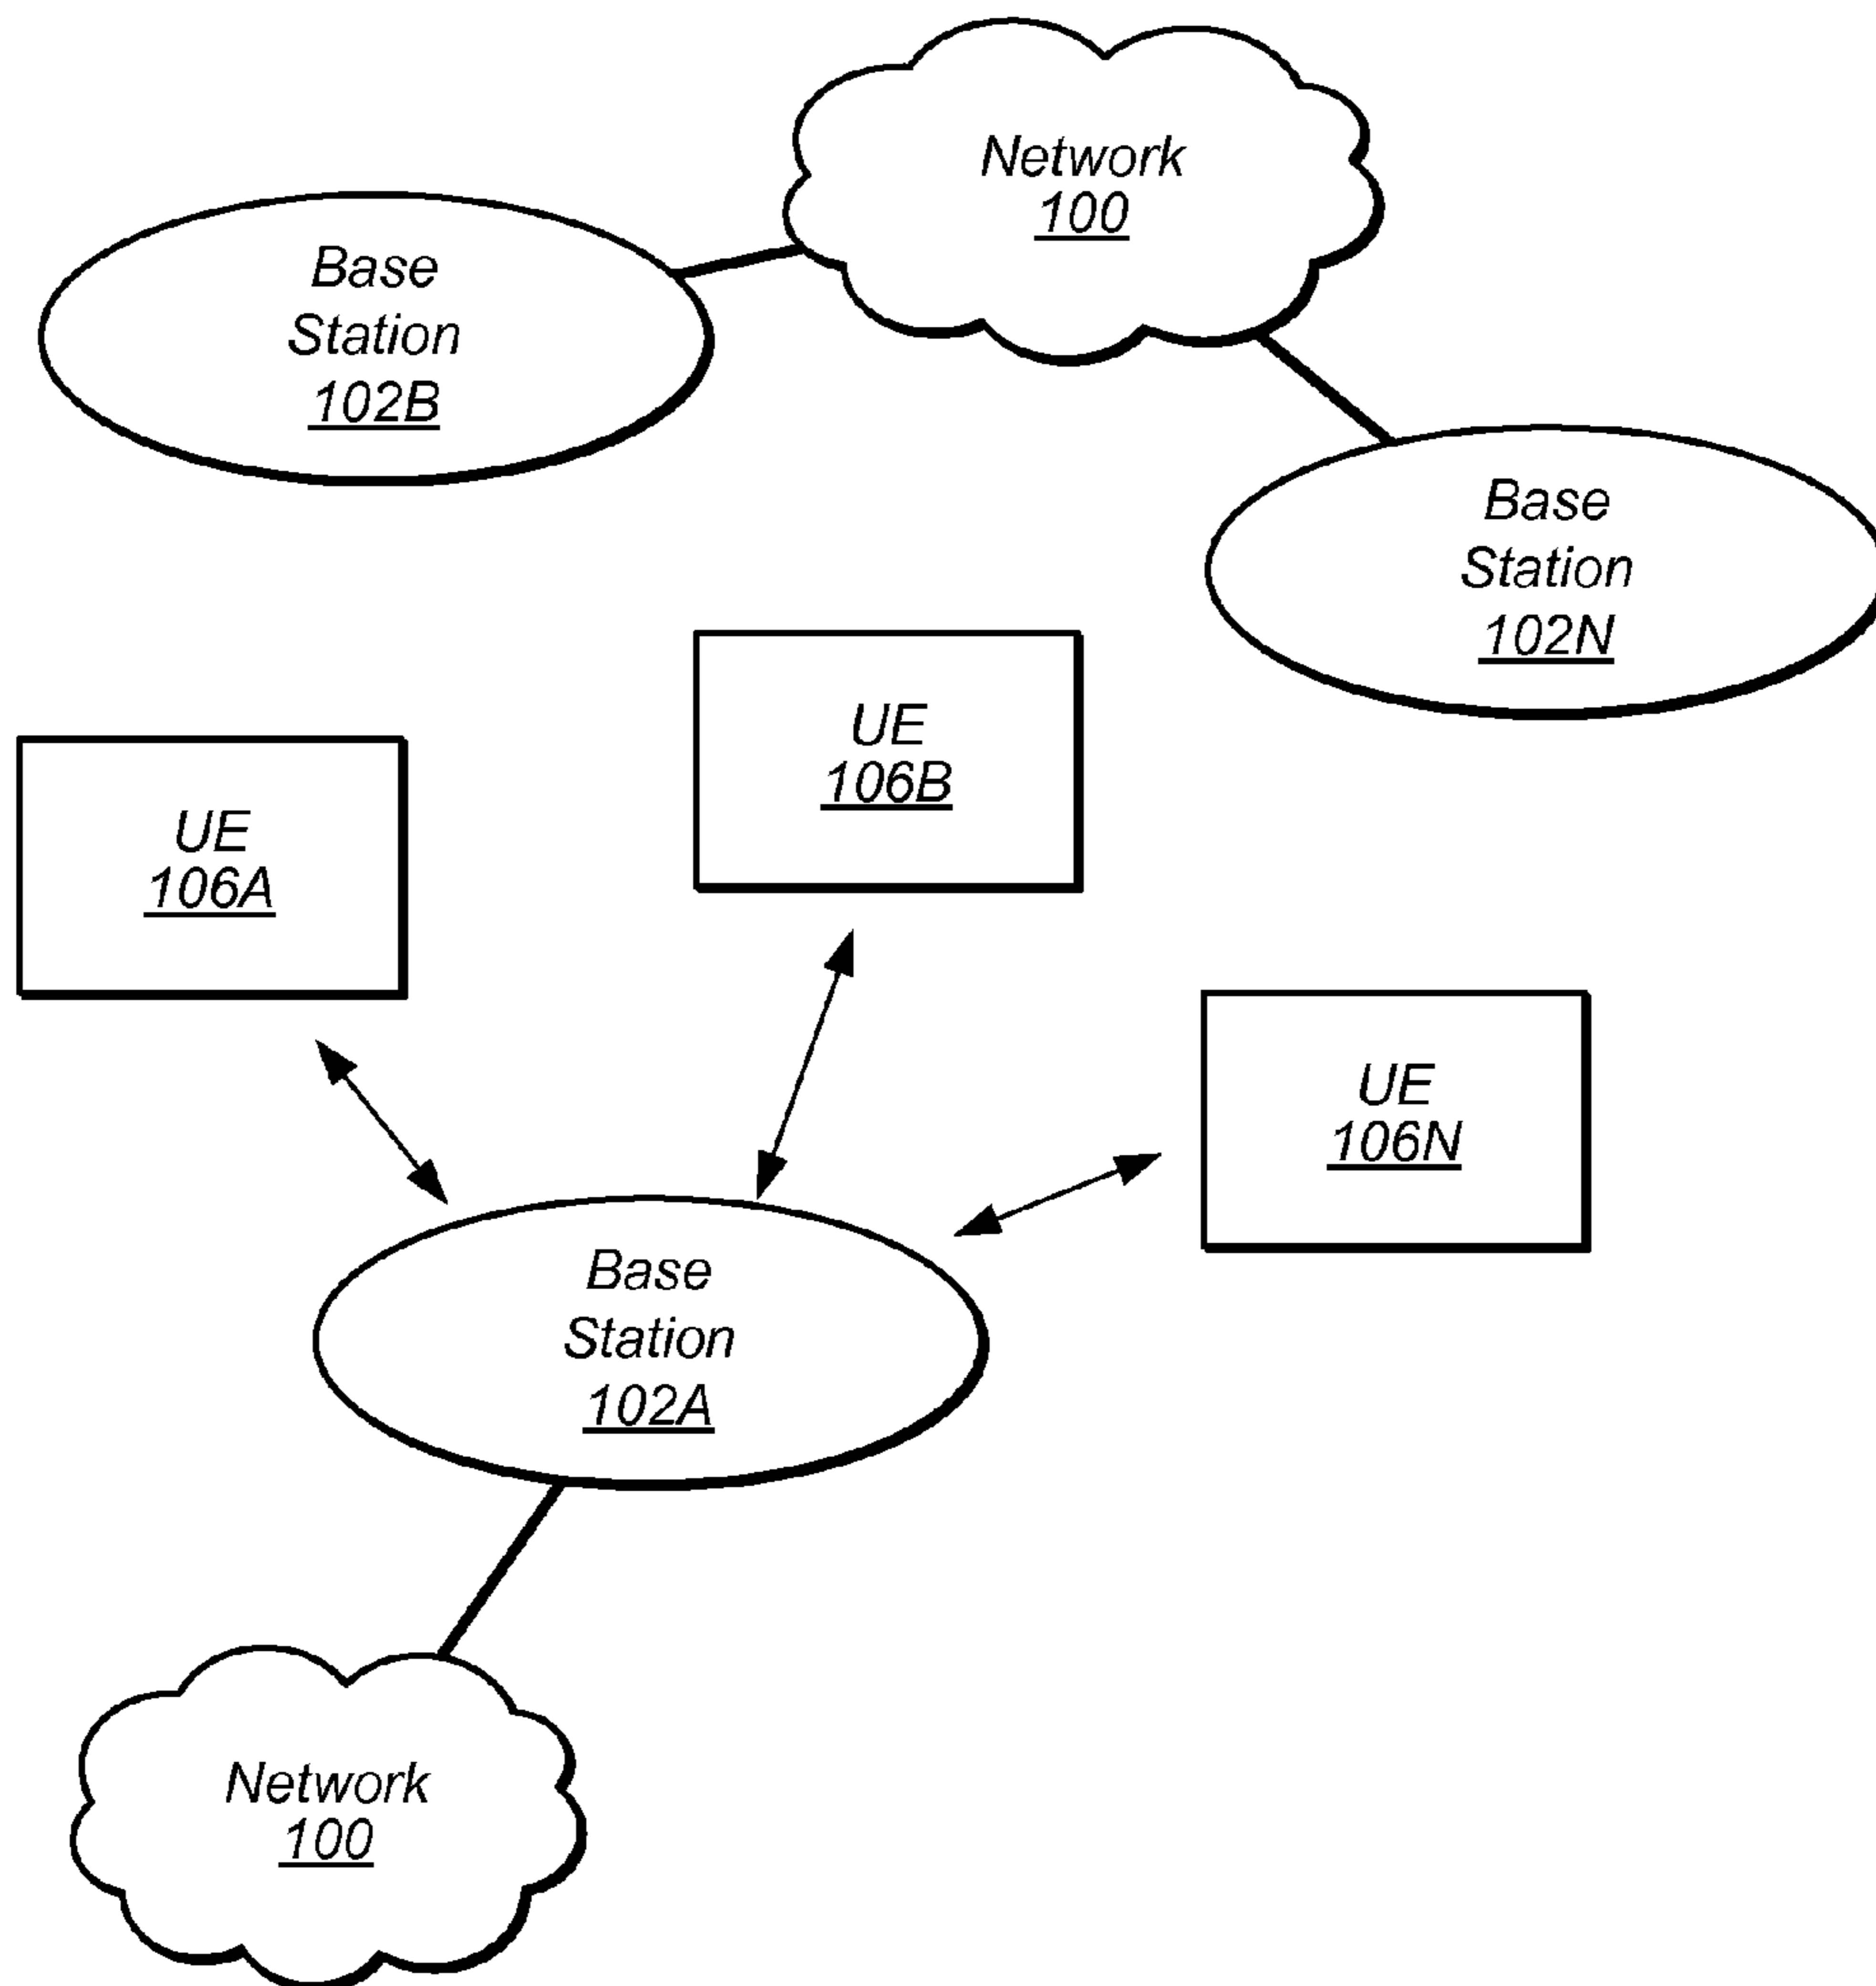 Network
100
Base
Station
102B
Base
Station
102N
UE
106B
UE
106A
UE
106N
Base
Station
102A
Network
100